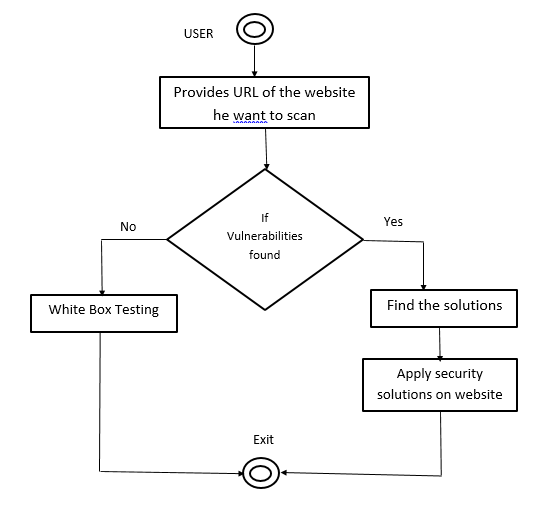 USER
Provides URL of the website
he want to scan
If
Vulnerabilities
found
No
Yes
White Box Testing
Find the solutions
Apply security
solutions on website
Exit